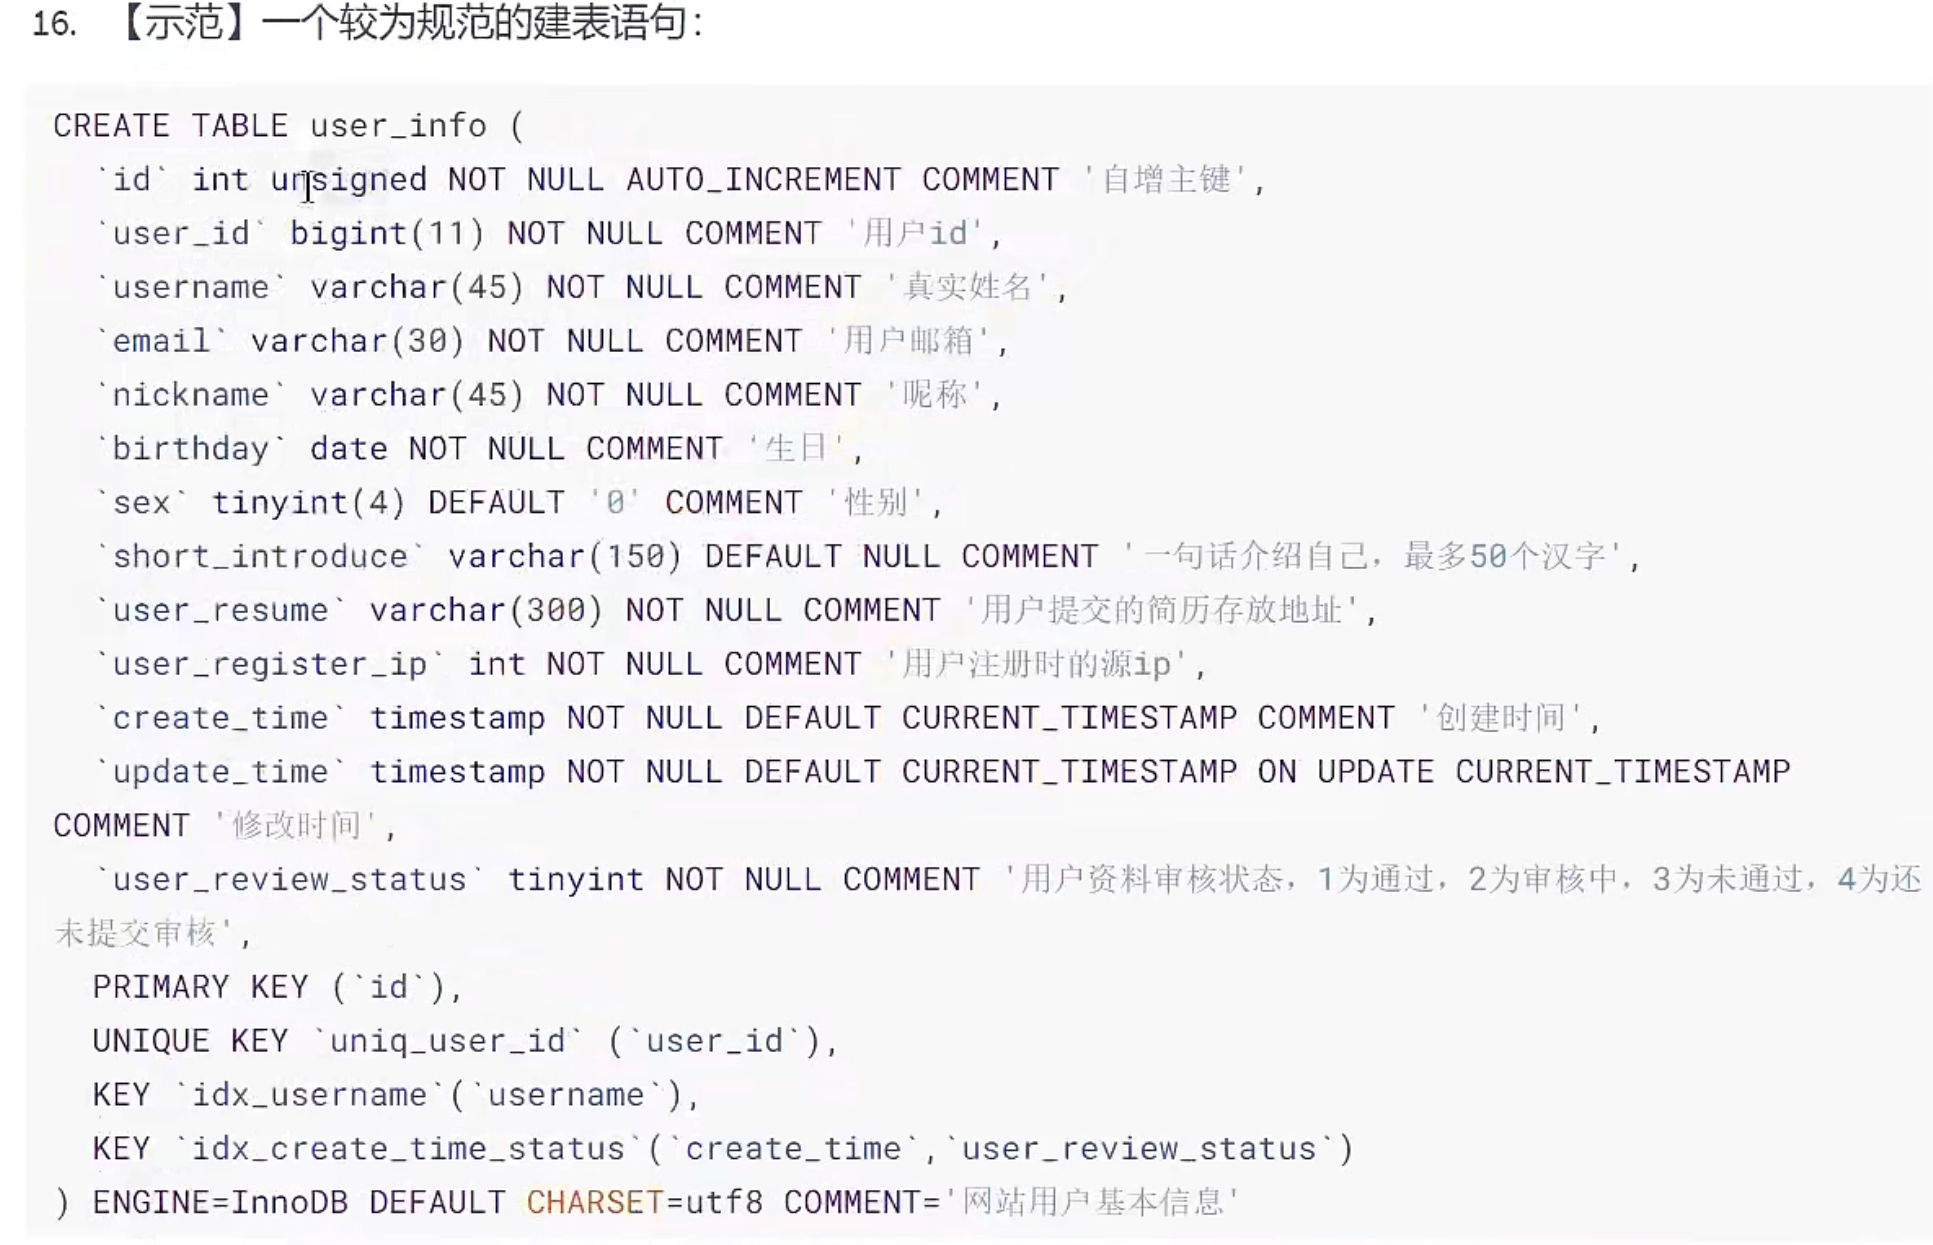 16. 【示范】一个较为规范的建表语句：
CREATE TABLE user_info (
`id` int unsigned NOT NULL AUTO_INCREMENT COMMENT '自增主键',
`user_id` bigint(11) NOT NULL COMMENT '用户id',
`username` varchar(45) NOT NULL COMMENT '真实姓名',
`email` varchar(30) NOT NULL COMMENT '用户邮箱',
`nickname` varchar(45) NOT NULL COMMENT '昵称',
`birthday` date NOT NULL COMMENT '生日',
`sex` tinyint(4) DEFAULT '0' COMMENT '性别',
`short_introduce` varchar(150) DEFAULT NULL COMMENT '一句话介绍自己，最多50个汉字',
`user_resume` varchar(300) NOT NULL COMMENT '用户提交的简历存放地址',
`user_register_ip` int NOT NULL COMMENT '用户注册时的源ip',
`create_time` timestamp NOT NULL DEFAULT CURRENT_TIMESTAMP COMMENT '创建时间',
`update_time` timestamp NOT NULL DEFAULT CURRENT_TIMESTAMP ON UPDATE CURRENT_TIMESTAMP
COMMENT '修改时间',
`user_review_status` tinyint NOT NULL COMMENT '用户资料审核状态，1为通过，2为审核中，3为未通过，4为还
未提交审核',
PRIMARY KEY (`id`),
UNIQUE KEY `uniq_user_id` (`user_id`),
KEY `idx_username`(`username`),
KEY `idx_create_time_status`(`create_time`,`user_review_status`)
) ENGINE=InnoDB DEFAULT CHARSET=utf8 COMMENT='网站用户基本信息'